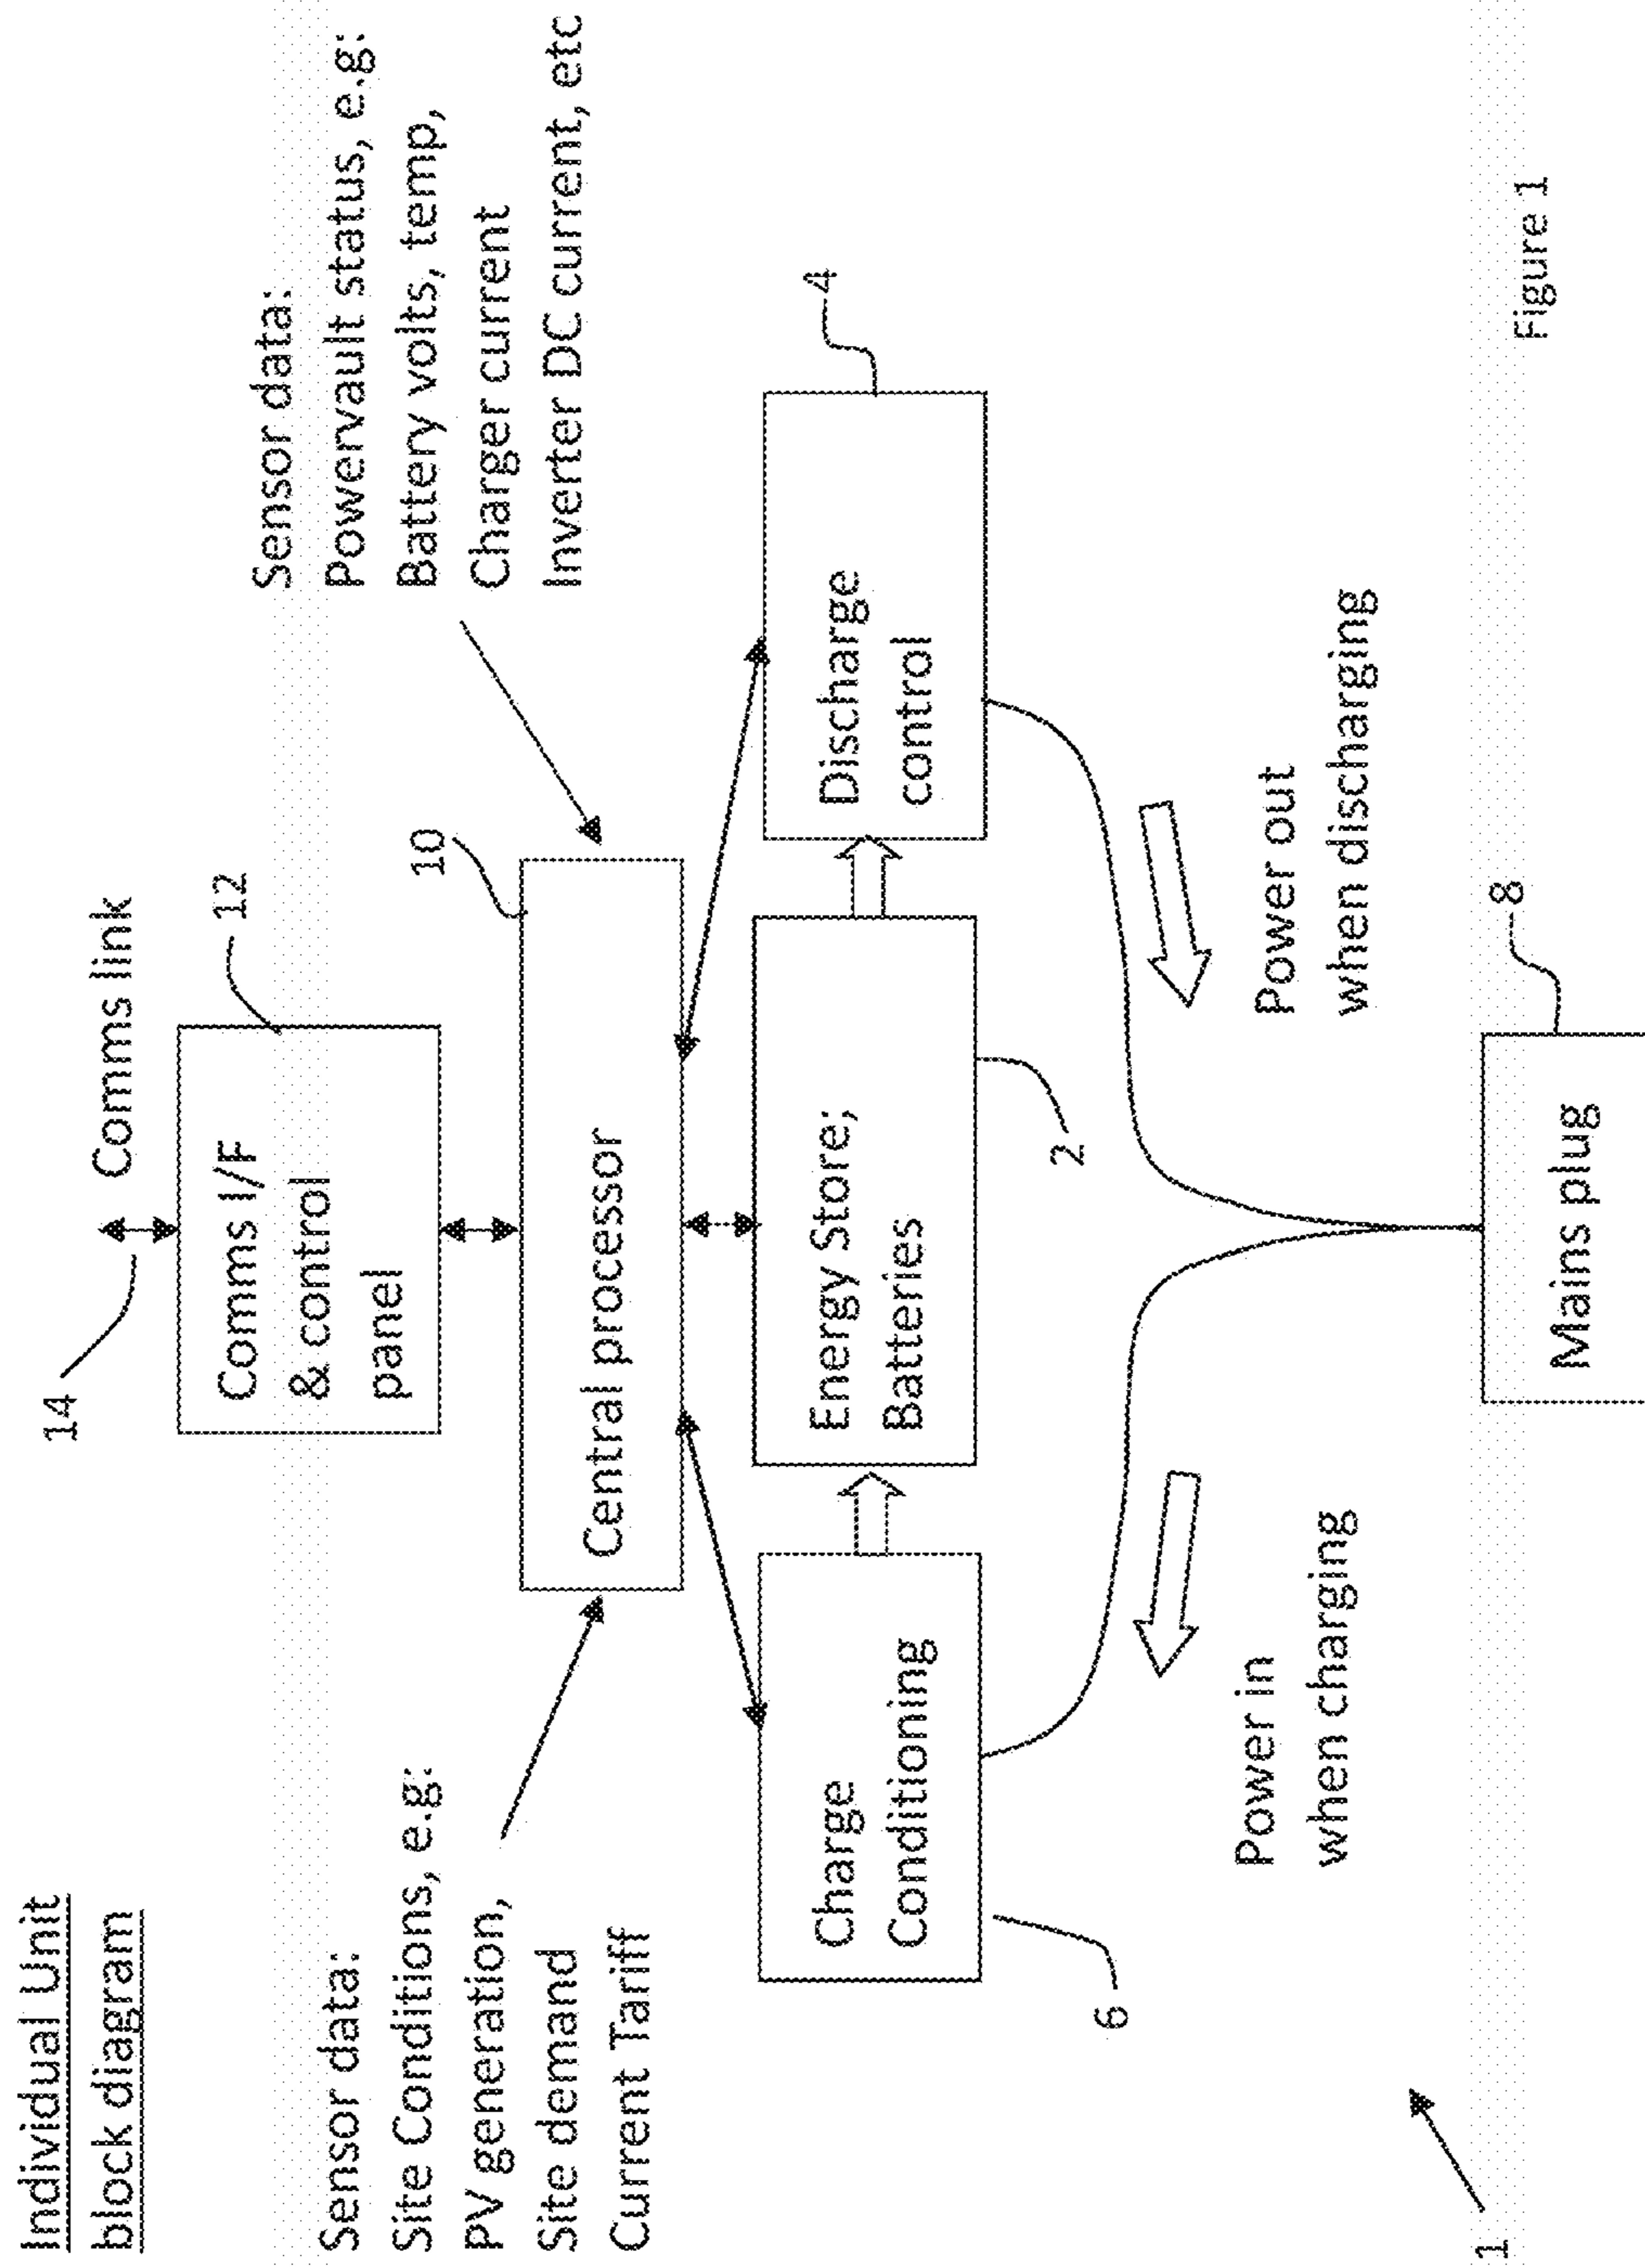 Individual Unit
block diagram
14
Comms link
12
Comms I/F
& control
panel
Sensor data:
Site Conditions, e.g:
PV generation,
Site demand
Current Tariff
10
Central processor
Sensor data:
Powervault status, e.g:
Battery volts, temp,
Charger current
Inverter DC current, etc
Charge
Conditioning
6
Energy Store;
Batteries
2
Discharge
control
4
Power in
when charging
Power out
when discharging
8
Mains plug
1
Figure 1